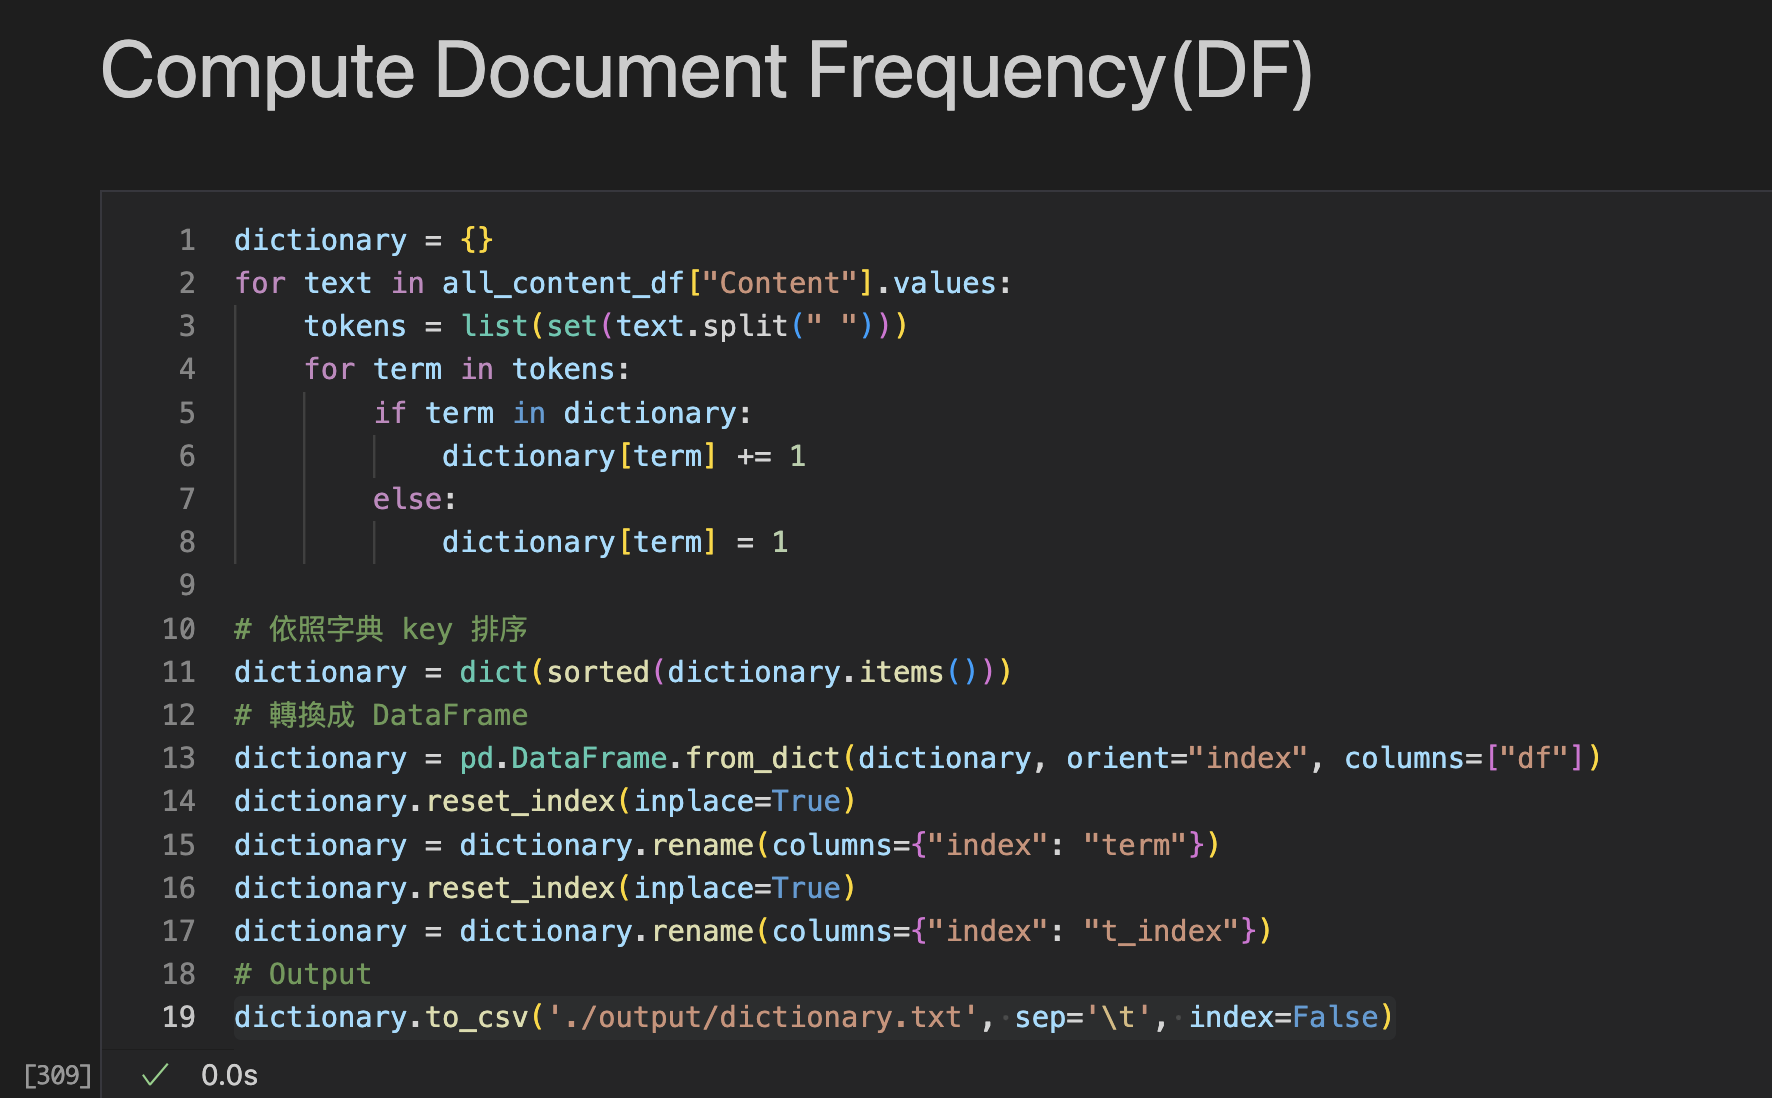 Compute Document Frequency(DF)
1 dictionary = {}
2 for text in all_content_df["Content"].values:
3     tokens = list(set(text.split(" ")))
4     for term in tokens:
5         if term in dictionary:
6             dictionary[term] += 1
7         else:
8             dictionary[term] = 1
9
10 # 依照字典 key 排序
11 dictionary = dict(sorted(dictionary.items()))
12 # 轉換成 DataFrame
13 dictionary = pd.DataFrame.from_dict(dictionary, orient="index", columns=["df"])
14 dictionary.reset_index(inplace=True)
15 dictionary = dictionary.rename(columns={"index": "term"})
16 dictionary.reset_index(inplace=True)
17 dictionary = dictionary.rename(columns={"index": "t_index"})
18 # Output
19 dictionary.to_csv('./output/dictionary.txt', sep='\t', index=False)
[309] ✓ 0.0s